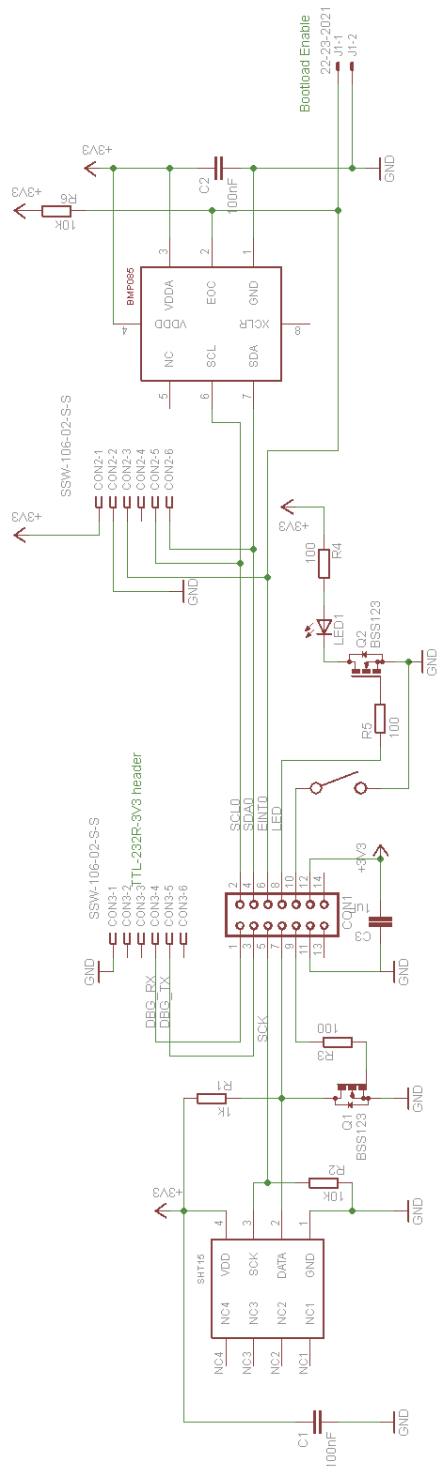 Bootload Enable
22-23-2021
J1-1
J1-2
+3V3
+3V3
R6
10k
C2
100nF
GND
3
2
1
BMP085
VDDA
EOC
GND
4
VDDD
XCLR
8
NC
SCL
SDA
5
6
7
SSW-106-02-S-S
CON2-1
CON2-2
CON2-3
CON2-4
CON2-5
CON2-6
+3V3
GND
+3V3
100
R4
LED1
Q2
BSS123
GND
R5
100
SSW-106-02-S-S
TTL-232R-3V3 header
CON3-1
CON3-2
CON3-3
CON3-4
CON3-5
CON3-6
GND
DBG_RX
DBG_TX
SCL0
SDA0
EINT0
LED
2
4
6
8
10
12
14
1
3
5
7
9
11
13
CON1
+3V3
1uF
C3
GND
SCK
R3
100
R1
1k
Q1
BSS123
GND
+3V3
R2
10k
GND
SHT15
4
3
2
1
VDD
SCK
DATA
GND
NC4
NC3
NC2
NC1
NC4
NC3
NC2
NC1
C1
100nF
GND